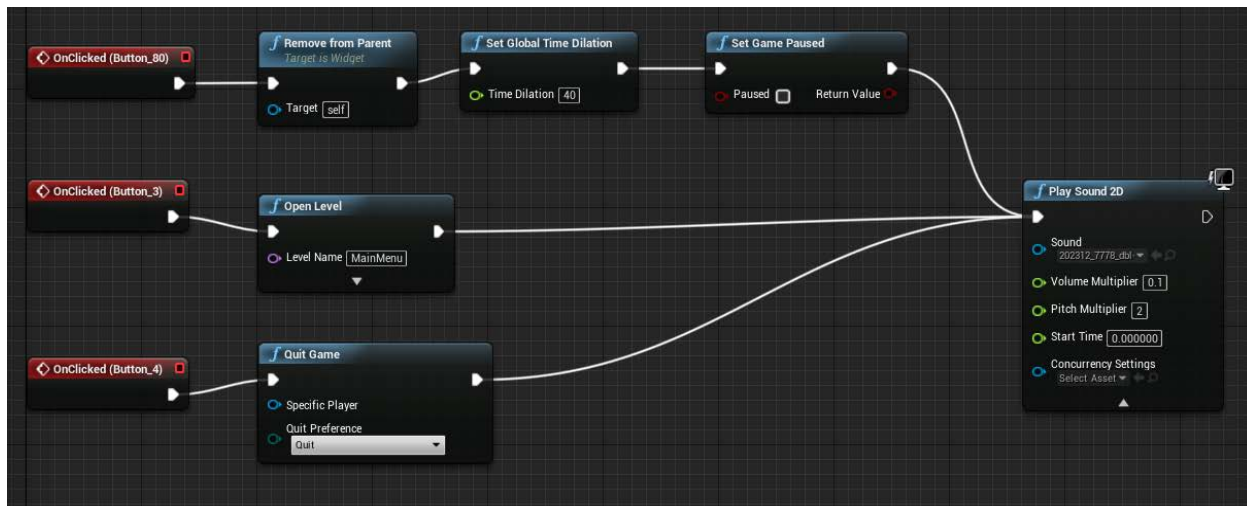 OnClicked (Button_80)
Remove from Parent
Target is Widget
Target self
Set Global Time Dilation
Time Dilation 40
Set Game Paused
Paused Return Value
OnClicked (Button_3)
Open Level
Level Name MainMenu
OnClicked (Button_4)
Quit Game
Specific Player
Quit Preference
Quit
Play Sound 2D
Sound
202312_7778_dbl
Volume Multiplier 0.1
Pitch Multiplier 2
Start Time 0.000000
Concurrency Settings
Select Asset